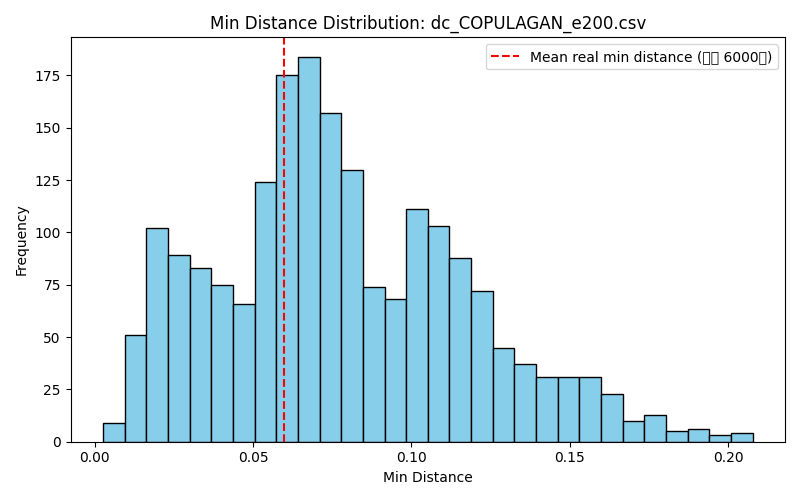 Min Distance Distribution: dc_COPULAGAN_e200.csv
Mean real min distance (▯▯ 6000▯)
175
150
125
100
75
50
25
0
Frequency
0.00 0.05 0.10 0.15 0.20
Min Distance